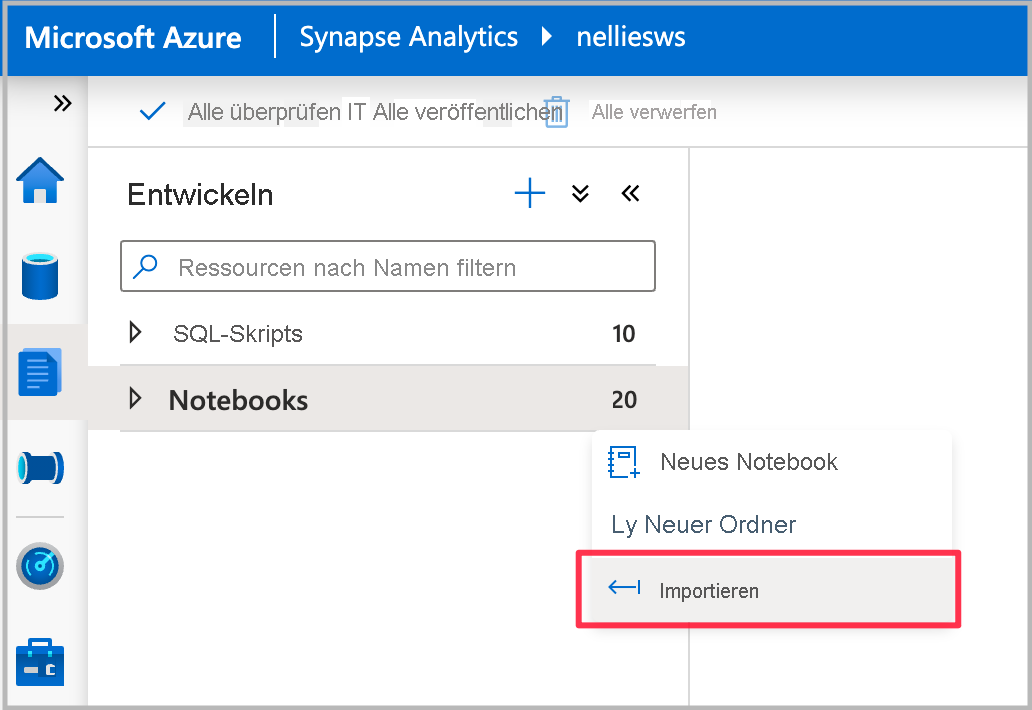 Microsoft Azure Synapse Analytics nelliesws
Alle überprüfen IT Alle veröffentlichen Alle verwerfen
Entwickeln
Ressourcen nach Namen filtern
SQL-Skripts 10
Notebooks 20
Neues Notebook
Ly Neuer Ordner
Importieren